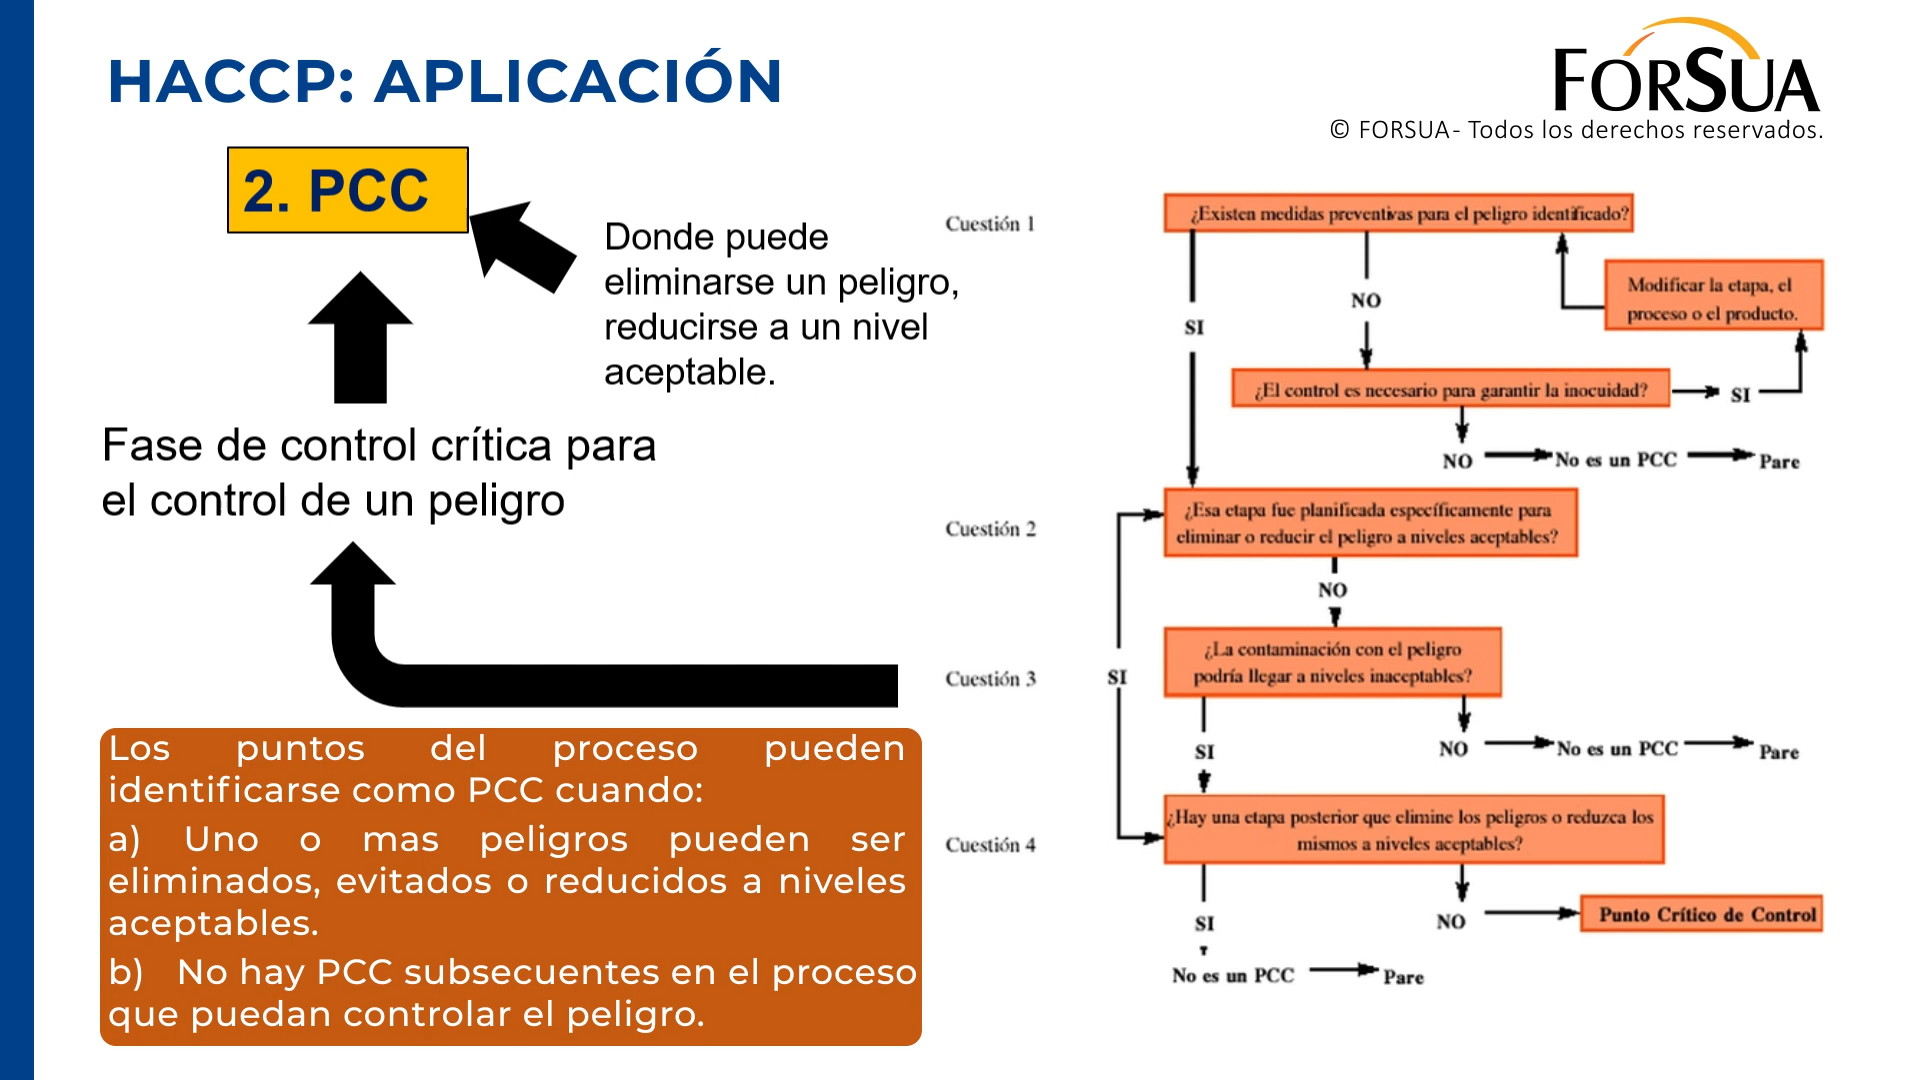 HACCP: APLICACIÓN
FORSUA
© FORSUA- Todos los derechos reservados.
2. PCC
Donde puede
eliminarse un peligro,
reducirse a un nivel
aceptable.
Fase de control crítica para
el control de un peligro
Los puntos del proceso pueden
identificarse como PCC cuando:
a) Uno o mas peligros pueden ser
eliminados, evitados o reducidos a niveles
aceptables.
b) No hay PCC subsecuentes en el proceso
que puedan controlar el peligro.
Cuestión 1
¿Existen medidas preventivas para el peligro identificado?
Modificar la etapa, el
proceso o el producto.
NO
SI
¿El control es necesario para garantir la inocuidad?
SI
NO
No es un PCC
Pare
Cuestión 2
¿Esa etapa fue planificada específicamente para
eliminar o reducir el peligro a niveles aceptables?
NO
Cuestión 3
SI
¿La contaminación con el peligro
podría llegar a niveles inaceptables?
SI
NO
No es un PCC
Pare
Cuestión 4
¿Hay una etapa posterior que elimine los peligros o reduzca los
mismos a niveles aceptables?
SI
NO
Punto Crítico de Control
No es un PCC
Pare